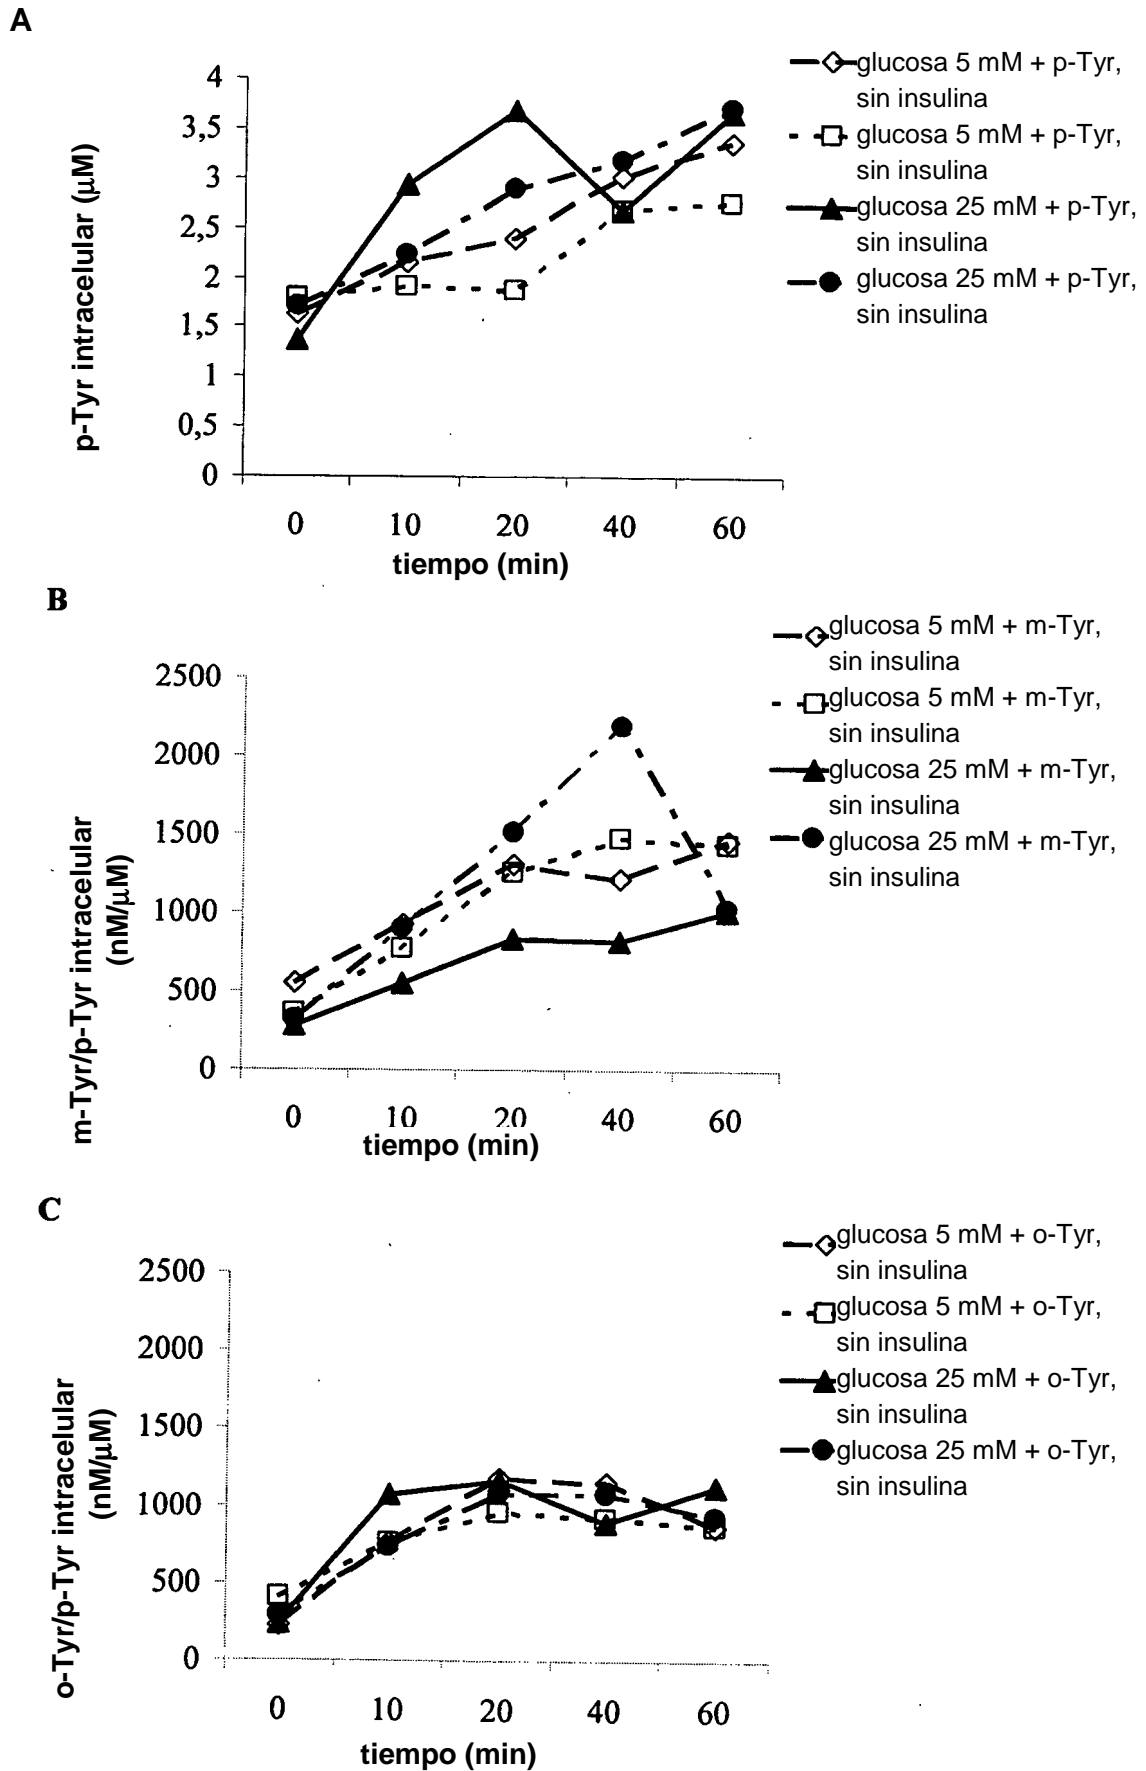 A
4
3,5
3
2,5
2
1,5
1
0,5
0
p-Tyr intracelular (µM)
0 10 20 40 60
tiempo (min)
glucosa 5 mM + p-Tyr,
sin insulina
glucosa 5 mM + p-Tyr,
sin insulina
glucosa 25 mM + p-Tyr,
sin insulina
glucosa 25 mM + p-Tyr,
sin insulina
B
2500
2000
1500
1000
500
0
m-Tyr/p-Tyr intracelular
(nM/µM)
0 10 20 40 60
tiempo (min)
glucosa 5 mM + m-Tyr,
sin insulina
glucosa 5 mM + m-Tyr,
sin insulina
glucosa 25 mM + m-Tyr,
sin insulina
glucosa 25 mM + m-Tyr,
sin insulina
C
2500
2000
1500
1000
500
0
o-Tyr/p-Tyr intracelular
(nM/µM)
0 10 20 40 60
tiempo (min)
glucosa 5 mM + o-Tyr,
sin insulina
glucosa 5 mM + o-Tyr,
sin insulina
glucosa 25 mM + o-Tyr,
sin insulina
glucosa 25 mM + o-Tyr,
sin insulina